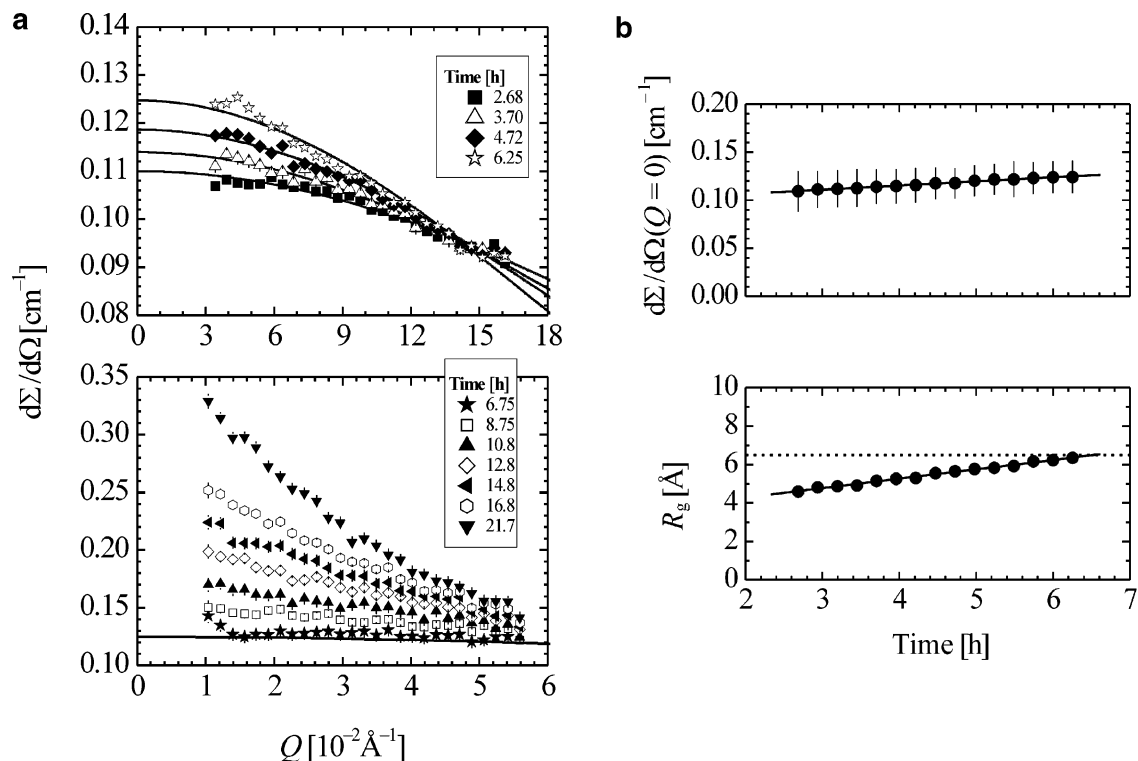 a
dΣ/dΩ [cm⁻¹]
0.14
0.13
0.12
0.11
0.10
0.09
0.08
0 3 6 9 12 15 18
Time [h]
2.68
3.70
4.72
6.25
0.35
0.30
0.25
0.20
0.15
0.10
0 1 2 3 4 5 6
Time [h]
6.75
8.75
10.8
12.8
14.8
16.8
21.7
Q [10⁻²Å⁻¹]
b
dΣ/dΩ(Q = 0) [cm⁻¹]
0.20
0.15
0.10
0.05
0.00
Rg [Å]
10
8
6
4
2
0
2 3 4 5 6 7
Time [h]